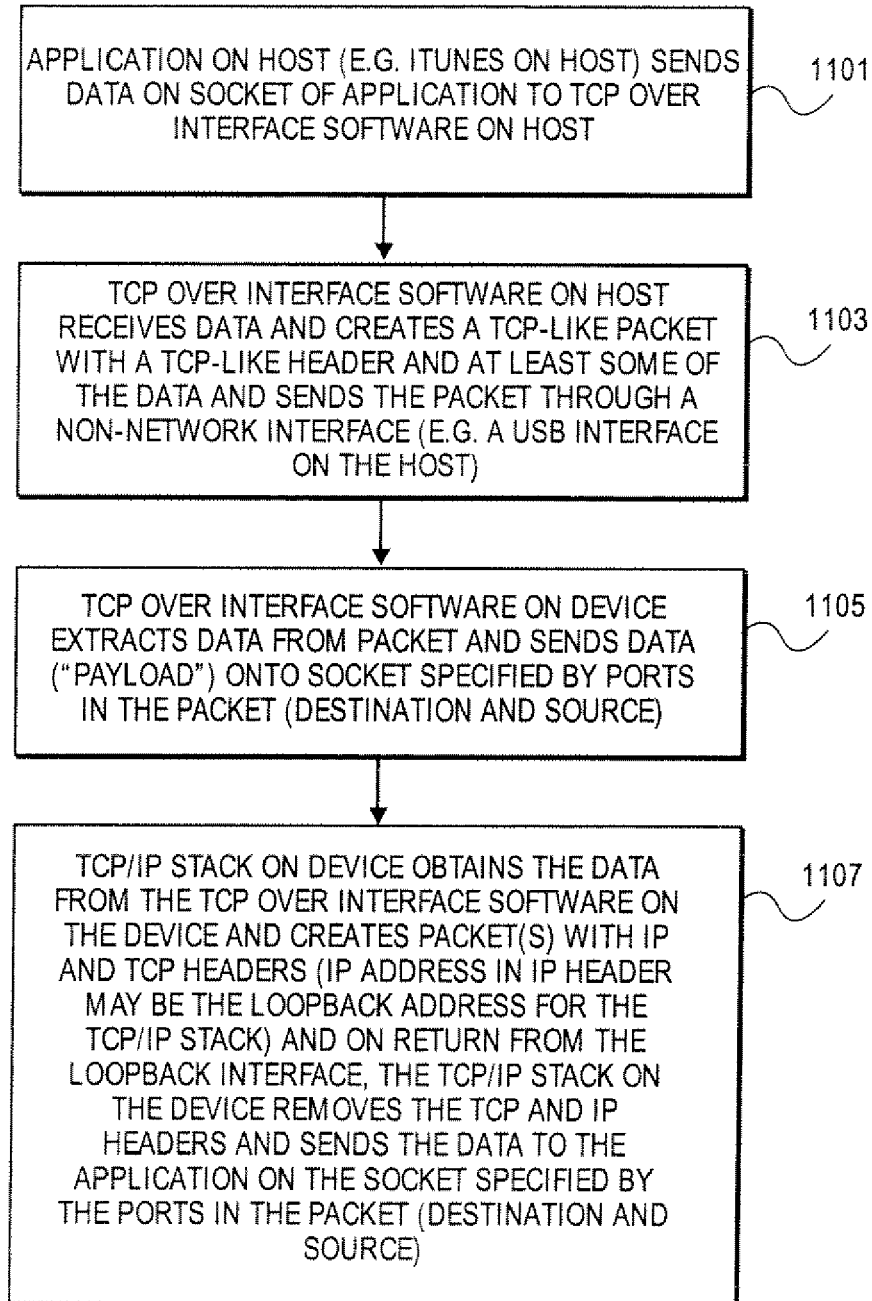 APPLICATION ON HOST (E.G. ITUNES ON HOST) SENDS
DATA ON SOCKET OF APPLICATION TO TCP OVER
INTERFACE SOFTWARE ON HOST
1101
TCP OVER INTERFACE SOFTWARE ON HOST
RECEIVES DATA AND CREATES A TCP-LIKE PACKET
WITH A TCP-LIKE HEADER AND AT LEAST SOME OF
THE DATA AND SENDS THE PACKET THROUGH A
NON-NETWORK INTERFACE (E.G. A USB INTERFACE
ON THE HOST)
1103
TCP OVER INTERFACE SOFTWARE ON DEVICE
EXTRACTS DATA FROM PACKET AND SENDS DATA
(“PAYLOAD”) ONTO SOCKET SPECIFIED BY PORTS
IN THE PACKET (DESTINATION AND SOURCE)
1105
TCP/IP STACK ON DEVICE OBTAINS THE DATA
FROM THE TCP OVER INTERFACE SOFTWARE ON
THE DEVICE AND CREATES PACKET(S) WITH IP
AND TCP HEADERS (IP ADDRESS IN IP HEADER
MAY BE THE LOOPBACK ADDRESS FOR THE
TCP/IP STACK) AND ON RETURN FROM THE
LOOPBACK INTERFACE, THE TCP/IP STACK ON
THE DEVICE REMOVES THE TCP AND IP
HEADERS AND SENDS THE DATA TO THE
APPLICATION ON THE SOCKET SPECIFIED BY
THE PORTS IN THE PACKET (DESTINATION AND
SOURCE)
1107